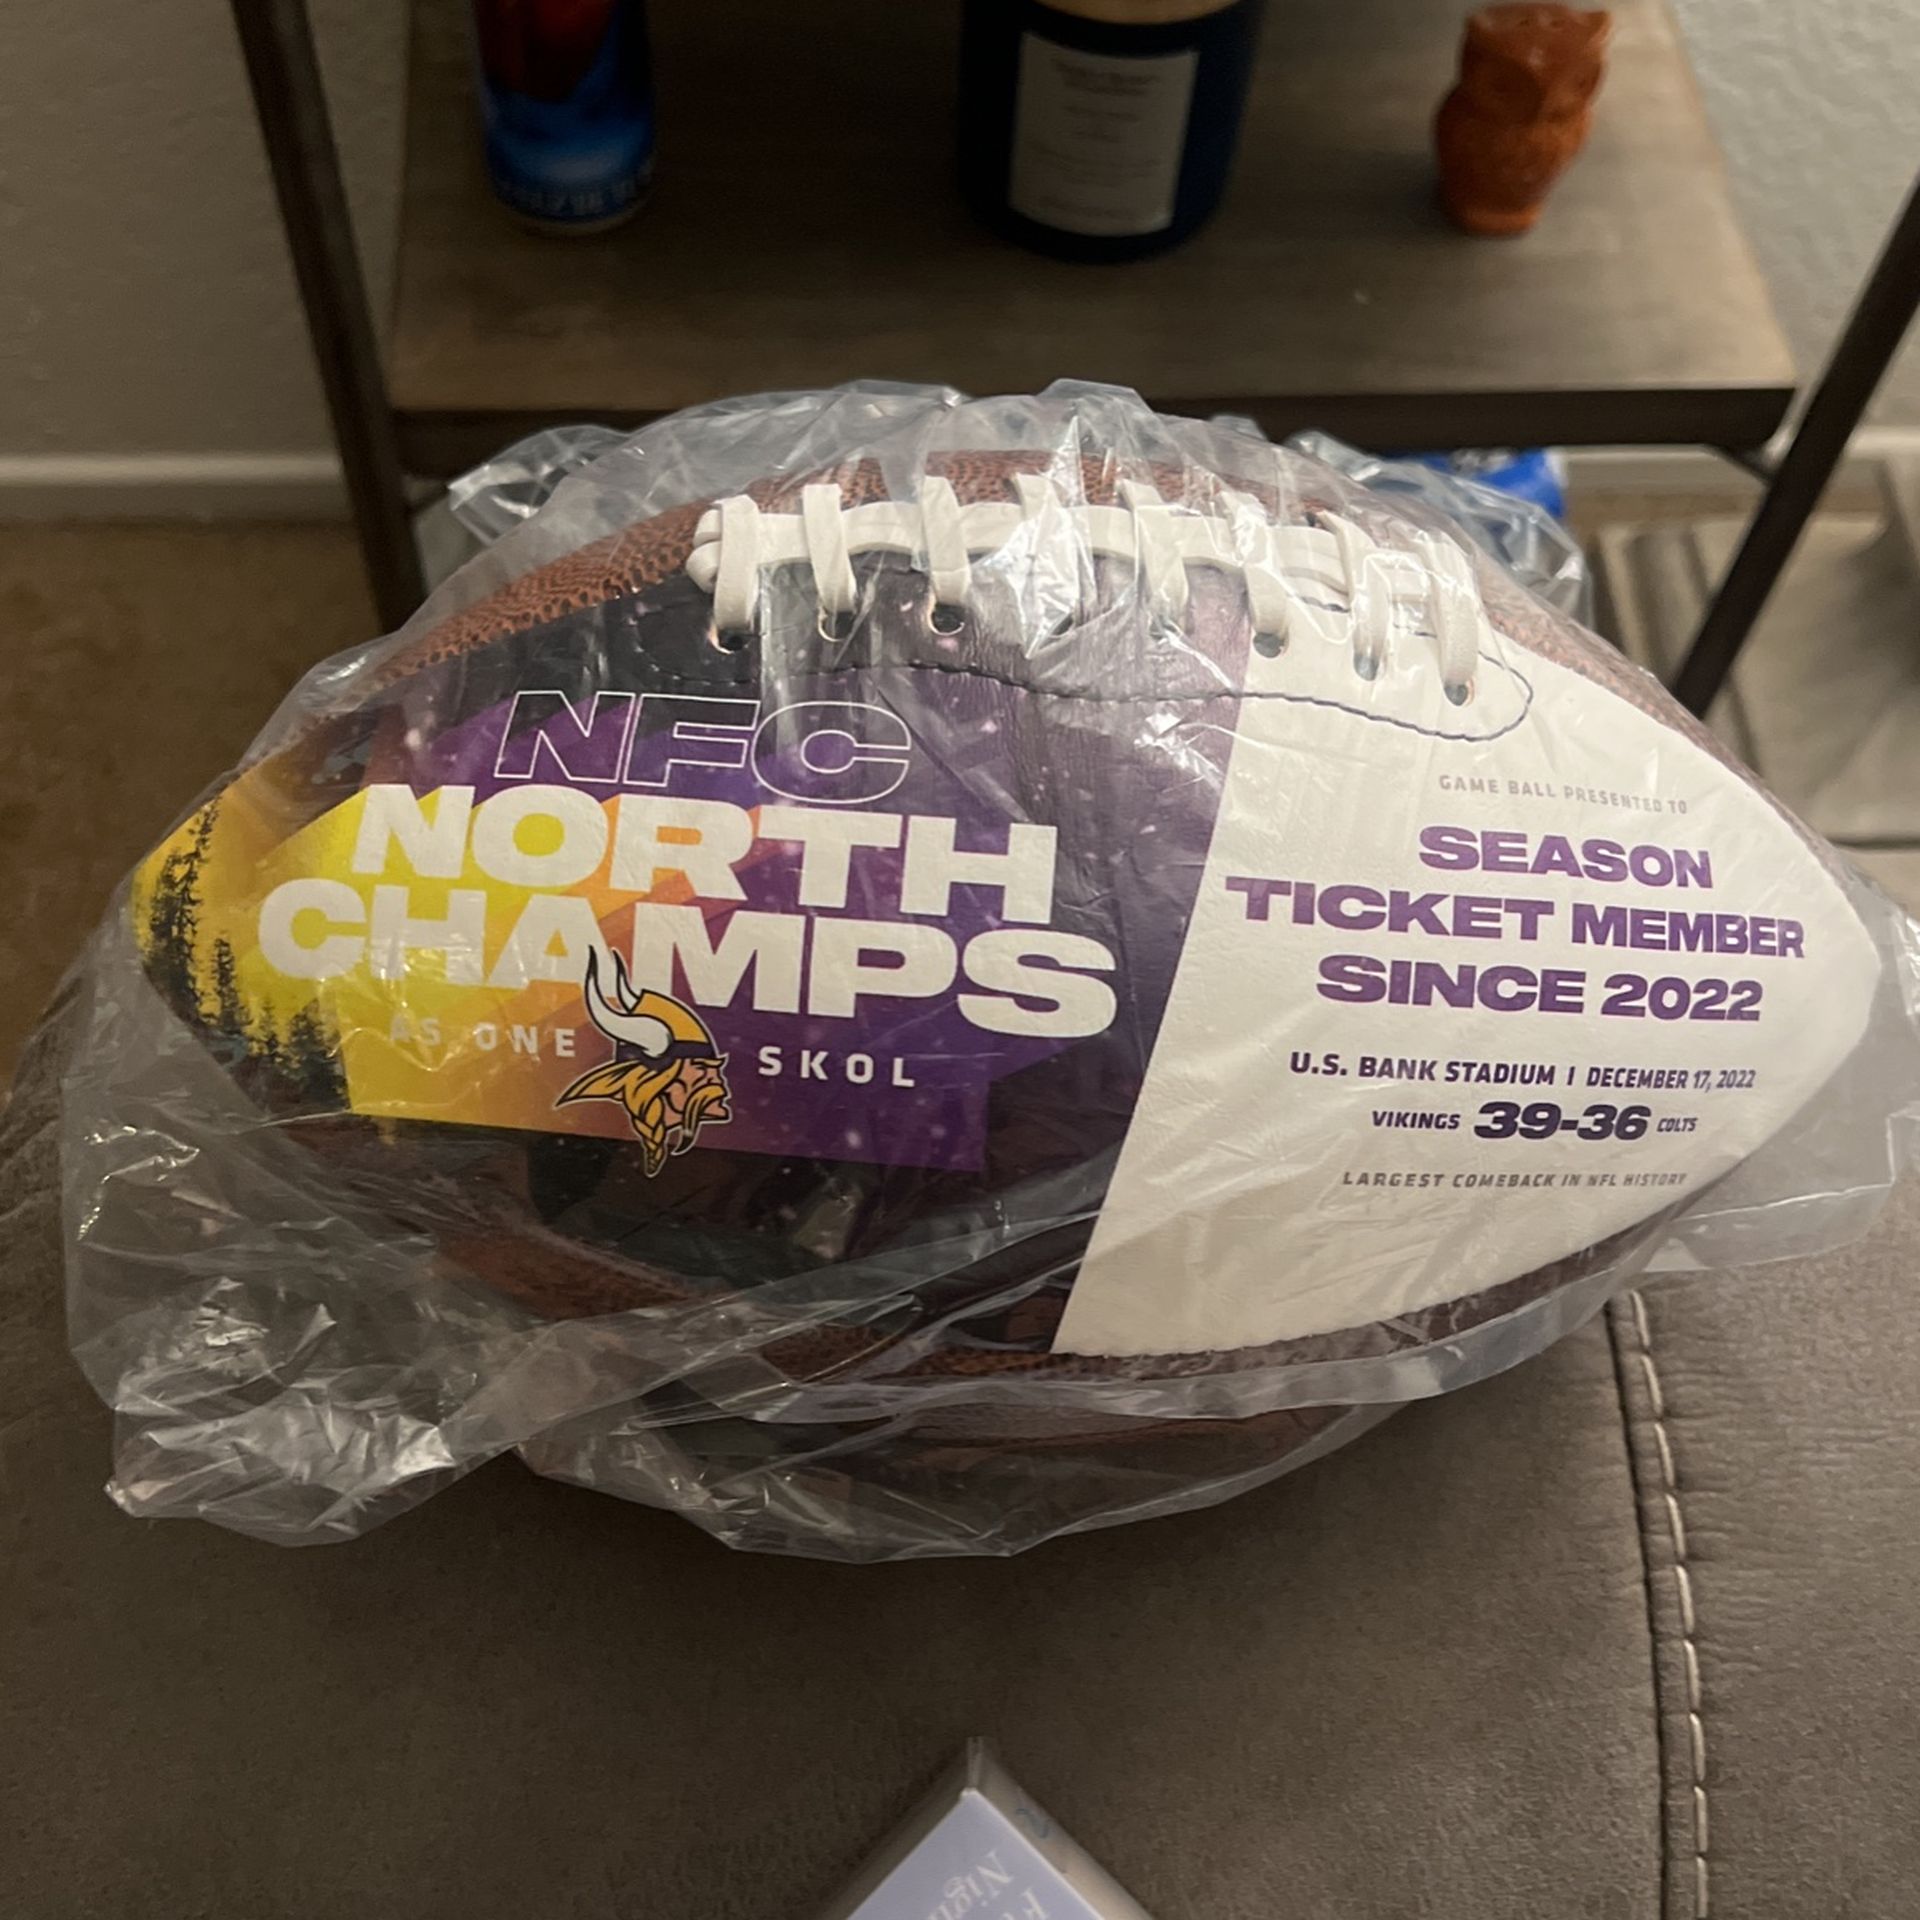 NFC
NORTH
CHAMPS
AS ONE SKOL
GAME BALL PRESENTED TO
SEASON
TICKET MEMBER
SINCE 2022
U.S. BANK STADIUM | DECEMBER 17, 2022
VIKINGS 39-36 COLTS
LARGEST COMEBACK IN NFL HISTORY